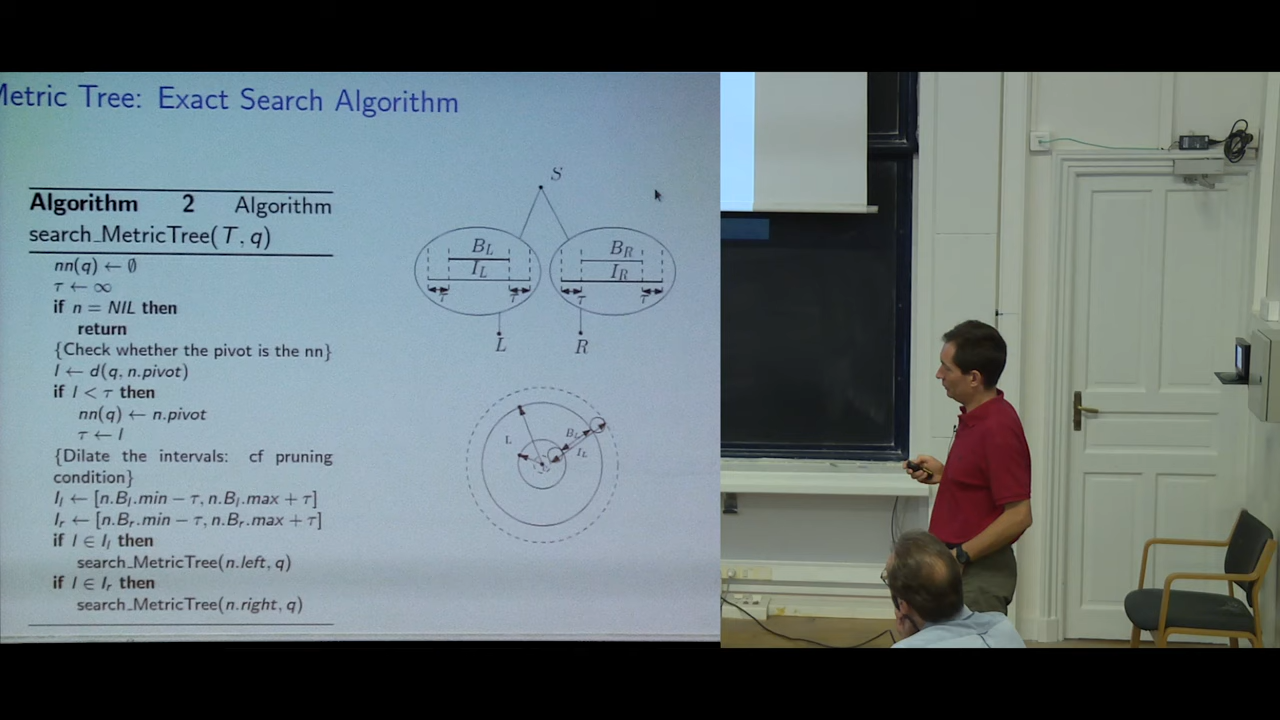 Metric Tree: Exact Search Algorithm
Algorithm 2 Algorithm
search_MetricTree(T, q)
nn(q) ← ∅
τ ← ∞
if n = NIL then
return
{Check whether the pivot is the nn}
l ← d(q, n.pivot)
if l < τ then
nn(q) ← n.pivot
τ ← l
{Dilate the intervals: cf pruning
condition}
I_l ← [n.B_l.min − τ, n.B_l.max + τ]
I_r ← [n.B_r.min − τ, n.B_r.max + τ]
if l ∈ I_l then
search_MetricTree(n.left, q)
if l ∈ I_r then
search_MetricTree(n.right, q)
S
B_L B_R
I_L I_R
τ τ τ τ
L R
L B_L
I_L